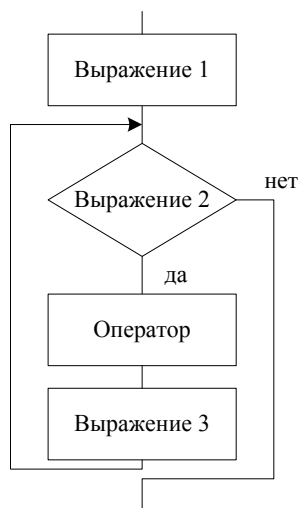 Выражение 1
Выражение 2
нет
да
Оператор
Выражение 3